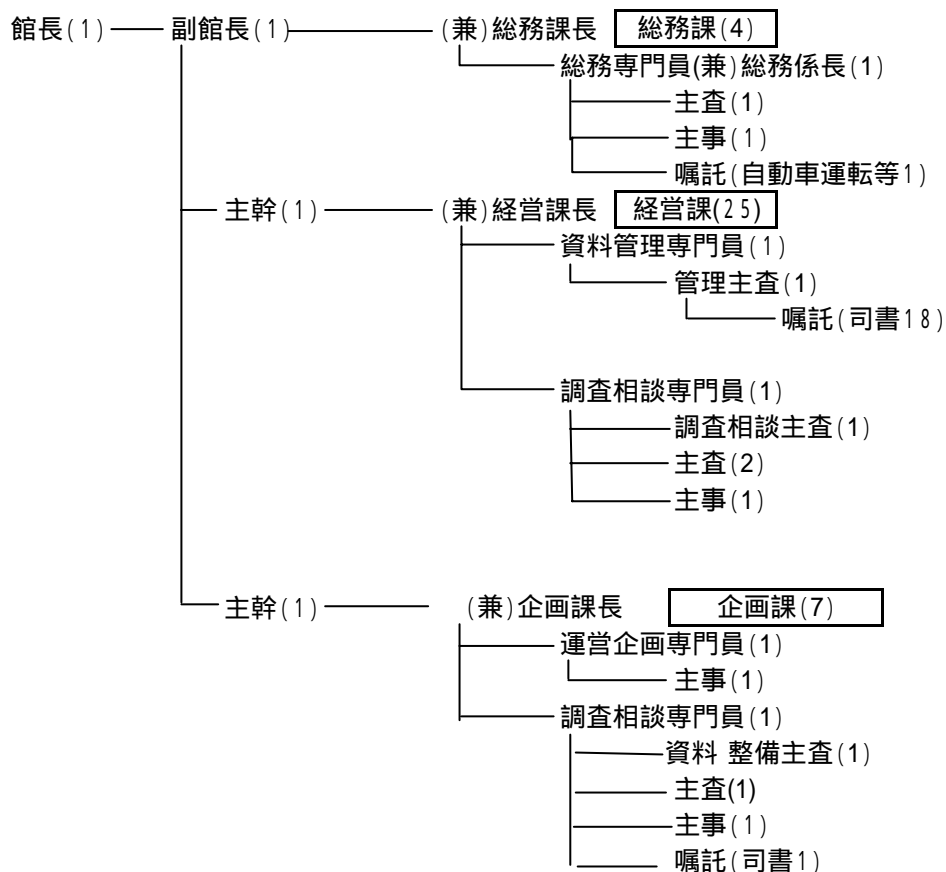 館長(1) 副館長(1) (兼)総務課長 総務課(4)
総務専門員(兼)総務係長(1)
主査(1)
主事(1)
嘱託(自動車運転等1)
主幹(1) (兼)経営課長 経営課(25)
資料管理専門員(1)
管理主査(1)
嘱託(司書18)
調査相談専門員(1)
調査相談主査(1)
主査(2)
主事(1)
主幹(1) (兼)企画課長 企画課(7)
運営企画専門員(1)
主事(1)
調査相談専門員(1)
資料 整備主査(1)
主査(1)
主事(1)
嘱託(司書1)